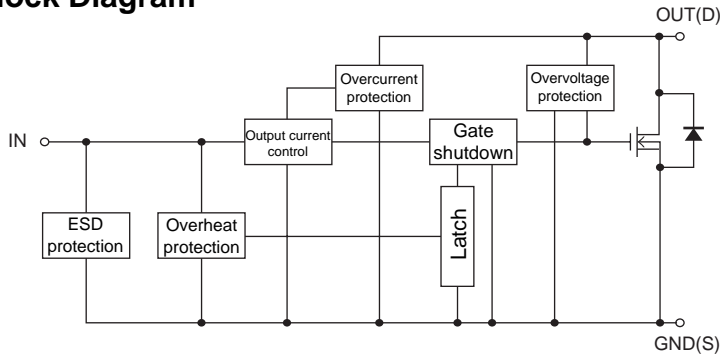 Block Diagram
OUT(D)
Overcurrent
protection
Overvoltage
protection
IN
Output current
control
Gate
shutdown
ESD
protection
Overheat
protection
Latch
GND(S)